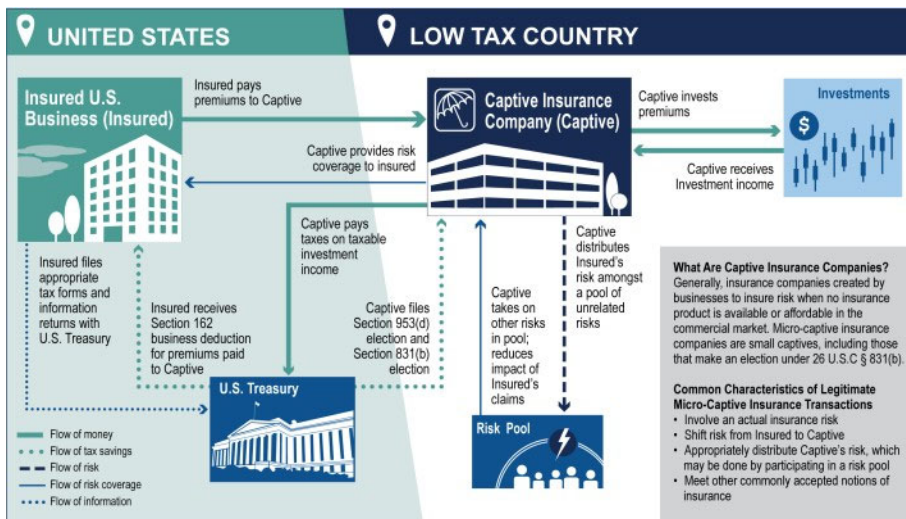 UNITED STATES
LOW TAX COUNTRY
Insured U.S.
Business (Insured)
Insured pays
premiums to Captive
Captive Insurance
Company (Captive)
Captive invests
premiums
Investments
$
Captive provides risk
coverage to insured
Captive receives
Investment income
Insured files
appropriate
tax forms and
information
returns with
U.S. Treasury
Insured receives
Section 162
business deduction
for premiums paid
to Captive
Captive pays
taxes on taxable
investment
income
Captive files
Section 953(d)
election and
Section 831(b)
election
Captive
takes on
other risks
in pool;
reduces
impact of
Insured's
claims
Captive
distributes
Insured's
risk amongst
a pool of
unrelated
risks
U.S. Treasury
Risk Pool
Flow of money
Flow of tax savings
Flow of risk
Flow of risk coverage
Flow of information
What Are Captive Insurance Companies?
Generally, insurance companies created by
businesses to insure risk when no insurance
product is available or affordable in the
commercial market. Micro-captive insurance
companies are small captives, including those
that make an election under 26 U.S.C § 831(b).
Common Characteristics of Legitimate
Micro-Captive Insurance Transactions
• Involve an actual insurance risk
• Shift risk from Insured to Captive
• Appropriately distribute Captive's risk, which
may be done by participating in a risk pool
• Meet other commonly accepted notions of
insurance